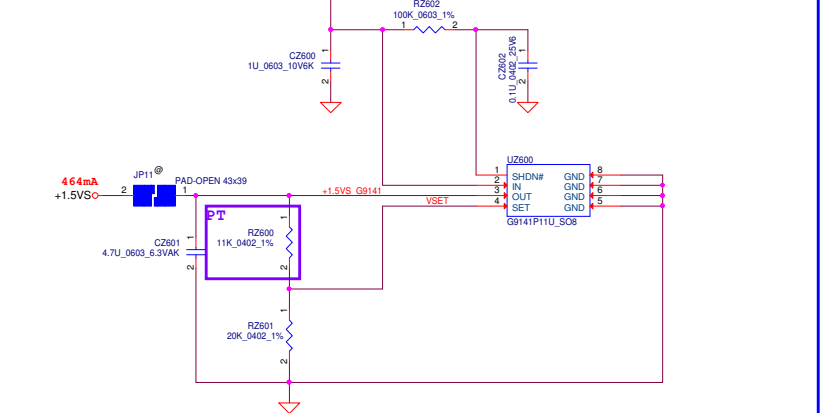 RZ602
100K_0603_1%
1
2
CZ600
1U_0603_10V6K
1
2
CZ602
0.1U_0402_25V6
1
2
UZ600
1
SHDN#
GND
8
2
IN
GND
7
3
OUT
GND
6
4
SET
GND
5
G9141P11U_SO8
464mA
+1.5VS
2
JP11
@
1
PAD-OPEN 43x39
+1.5VS_G9141
VSET
PT
1
RZ600
11K_0402_1%
2
1
CZ601
4.7U_0603_6.3VAK
2
1
RZ601
20K_0402_1%
2